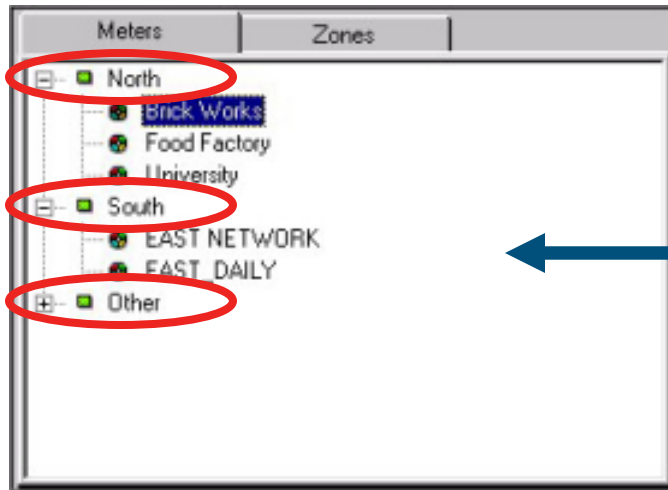 Meters Zones
North
Brick Works
Food Factory
University
South
EAST NETWORK
EAST_DAILY
Other